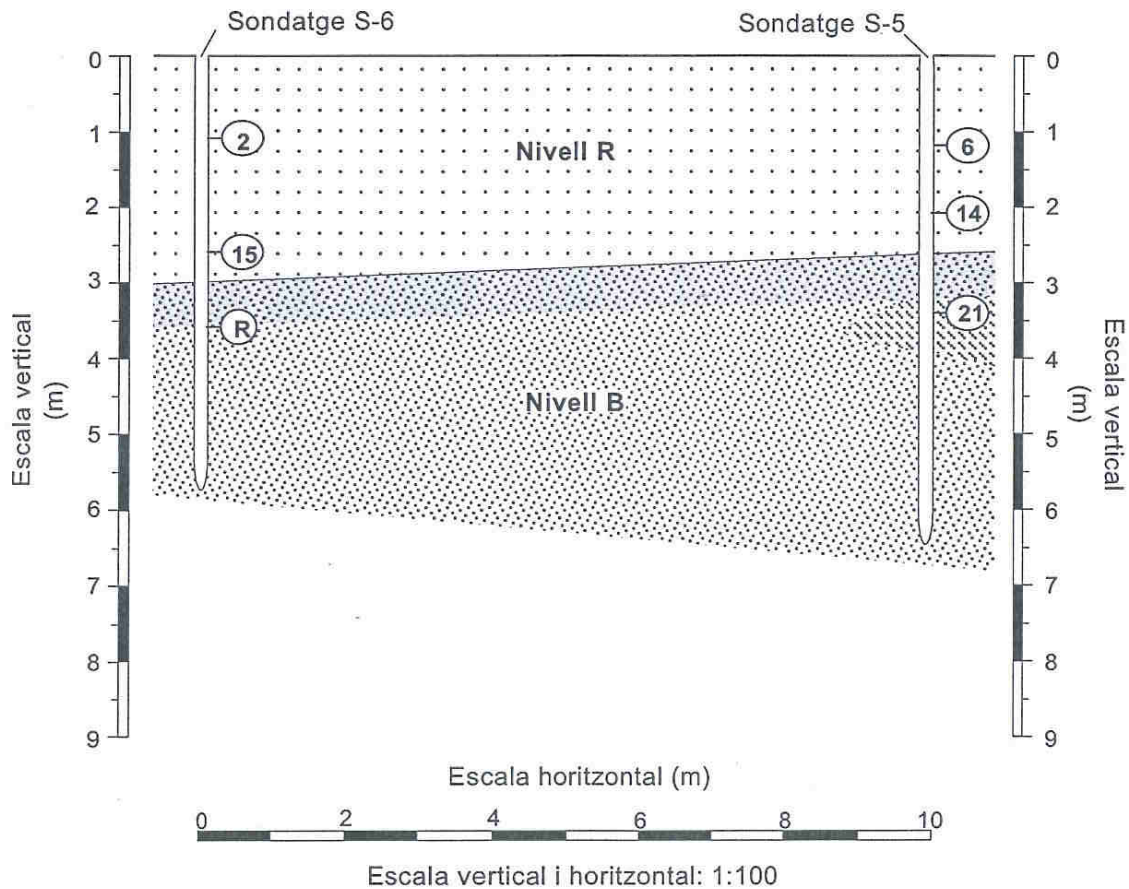 Sondatge S-6
Sondatge S-5
0
1
2
3
4
5
6
7
8
9
Escala vertical
(m)
2
15
R
Nivell R
Nivell B
6
14
21
0
1
2
3
4
5
6
7
8
9
Escala vertical
(m)
Escala horitzontal (m)
0 2 4 6 8 10
Escala vertical i horitzontal: 1:100